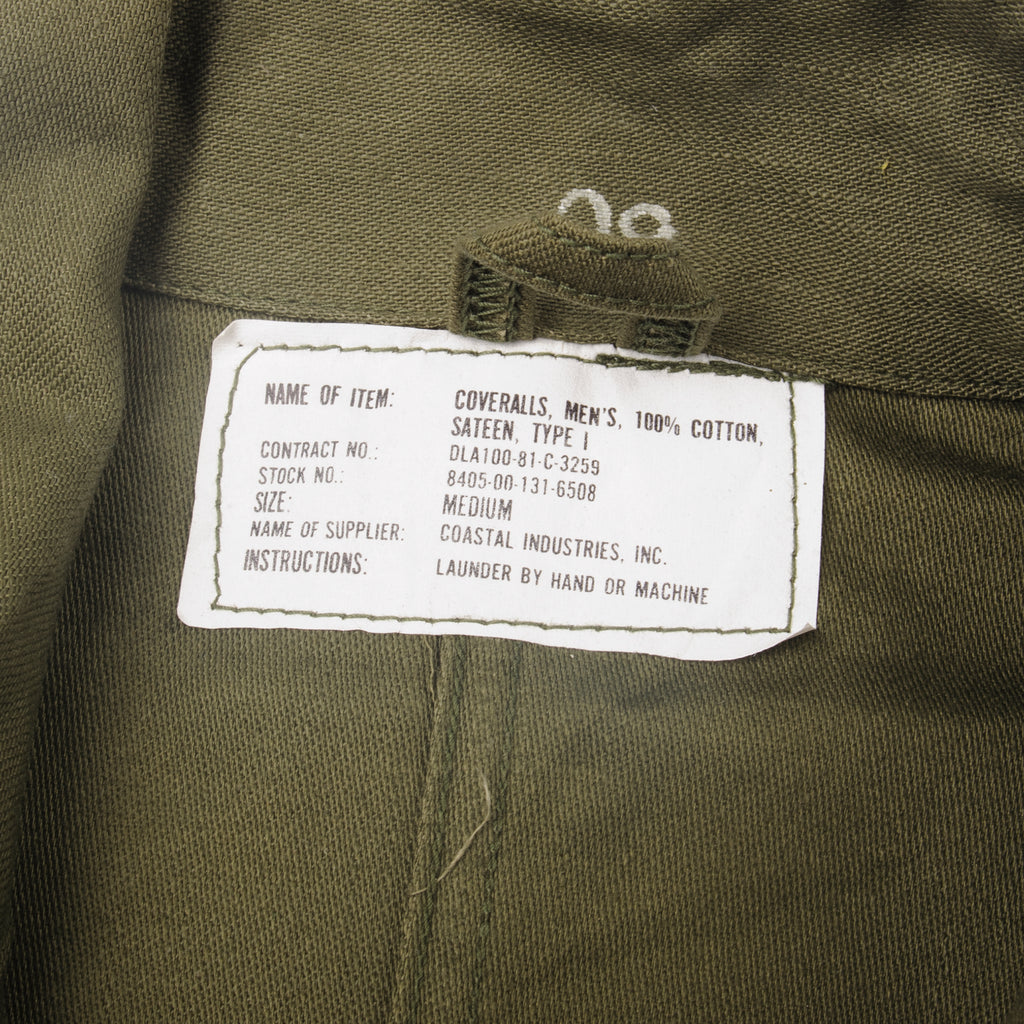 NAME OF ITEM: COVERALLS, MEN'S, 100% COTTON,
SATEEN, TYPE I
CONTRACT NO.: DLA100-81-C-3259
STOCK NO.: 8405-00-131-6508
SIZE: MEDIUM
NAME OF SUPPLIER: COASTAL INDUSTRIES, INC.
INSTRUCTIONS: LAUNDER BY HAND OR MACHINE